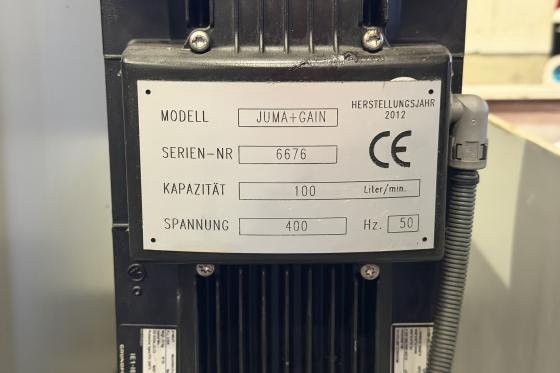 MODELL JUMA+GAIN
HERSTELLUNGSJAHR
2012
SERIEN-NR 6676
CE
KAPAZITÄT 100 Liter/min.
SPANNUNG 400 Hz. 50